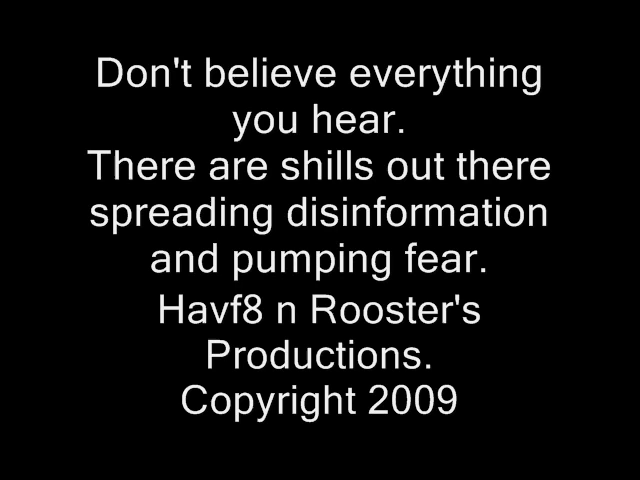 Don't believe everything
you hear.
There are shills out there
spreading disinformation
and pumping fear.
Havf8 n Rooster's
Productions.
Copyright 2009